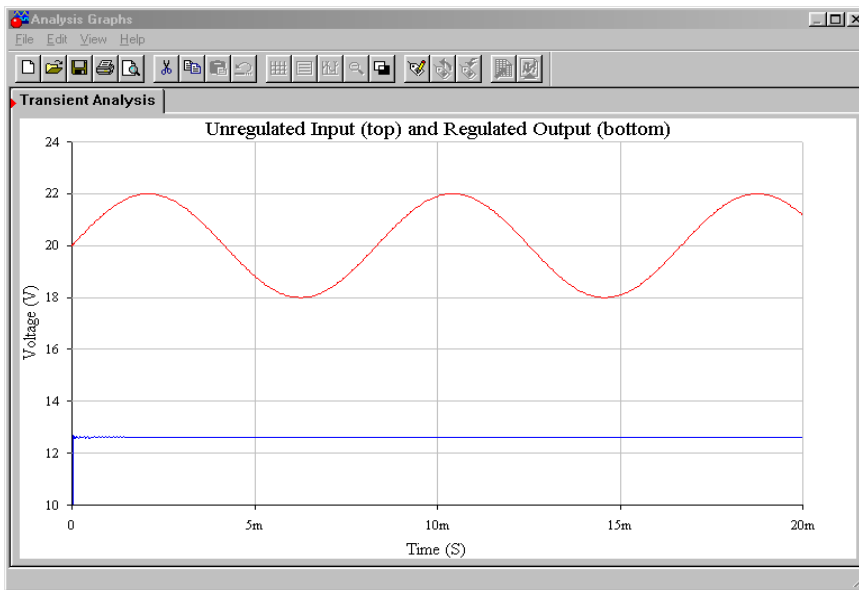 Analysis Graphs
File Edit View Help
Transient Analysis
Unregulated Input (top) and Regulated Output (bottom)
24
22
20
18
16
14
12
10
Voltage (V)
0 5m 10m 15m 20m
Time (S)